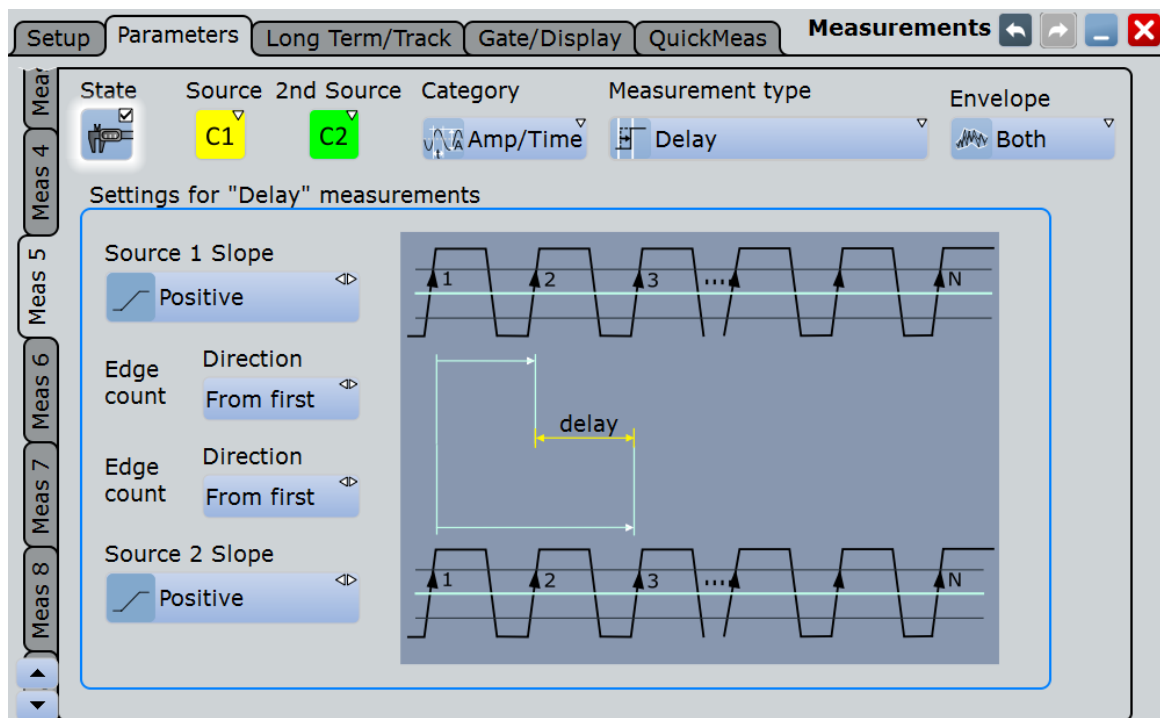 Setup Parameters Long Term/Track Gate/Display QuickMeas Measurements
State Source 2nd Source Category Measurement type Envelope
C1 C2 Amp/Time Delay Both
Settings for "Delay" measurements
Meas 4
Meas 5
Meas 6
Meas 7
Meas 8
Source 1 Slope
Positive
Edge count Direction
From first
Edge count Direction
From first
Source 2 Slope
Positive
1 2 3 .... N
delay
1 2 3 .... N